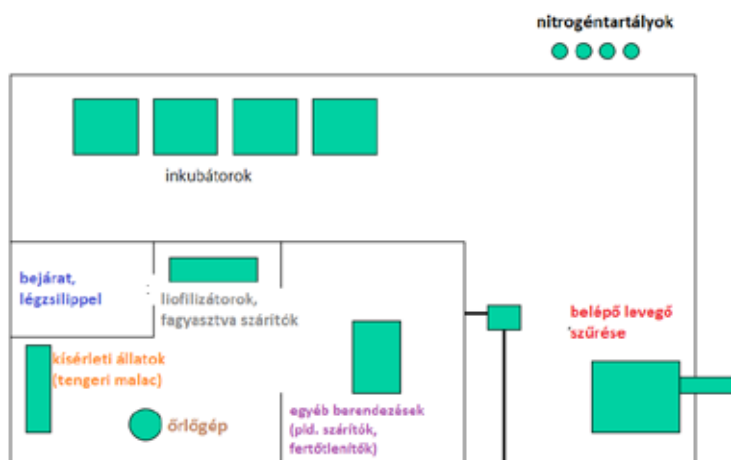 nitrogéntartályok
inkubátorok
bejárat,
légzsilippel
liofilizátorok,
fagyasztva szárítók
belépő levegő
szűrése
kísérleti állatok
(tengeri malac)
őrlőgép
egyéb berendezések
(pld. szárítók,
fertőtlenítők)